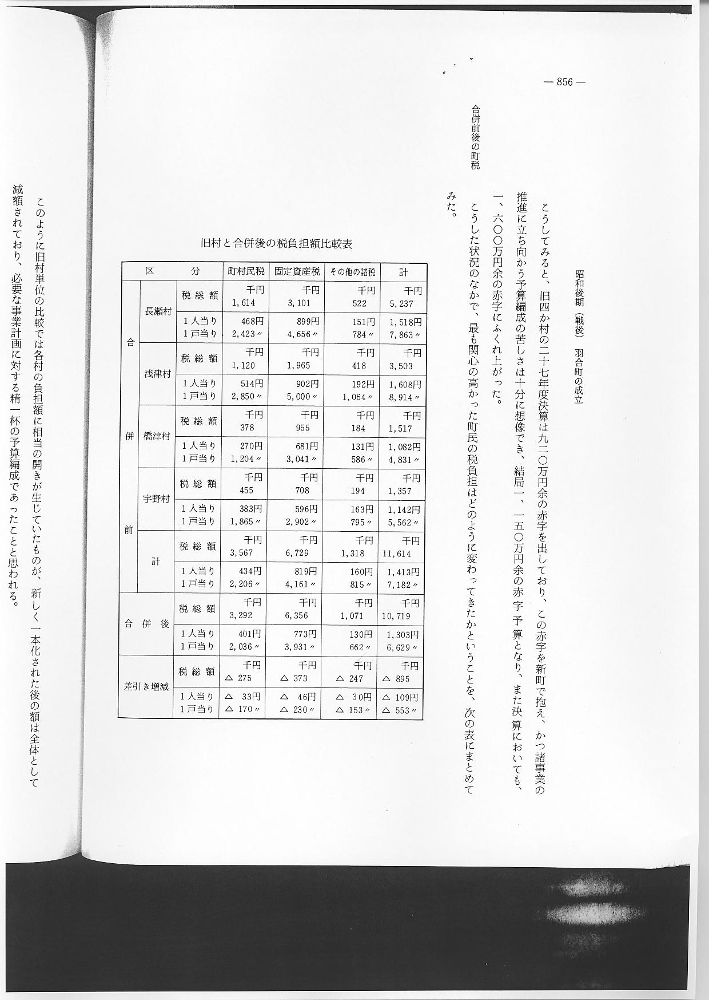 ― 856 ―
昭和後期（戦後）　羽合町の成立
こうしてみると、旧四か村の二十七年度決算は九二〇万円余の赤字を出しており、この赤字を新町で抱え、かつ諸事業の
推進に立ち向かう予算編成の苦しさは十分に想像でき、結局一、一五〇万円余の赤字予算となり、また決算においても、
一、六〇〇万円余の赤字にふくれ上がった。
合併前後の町税
こうした状況のなかで、最も関心の高かった町民の税負担はどのように変わってきたかということを、次の表にまとめて
みた。
旧村と合併後の税負担額比較表
区　分　町村民税　固定資産税　その他の諸税　計
合併前
長瀬村
税総額　千円 1,614　千円 3,101　千円 522　千円 5,237
1人当り　468円　899円　151円　1,518円
1戸当り　2,423〃　4,656〃　784〃　7,863〃
浅津村
税総額　千円 1,120　千円 1,965　千円 418　千円 3,503
1人当り　514円　902円　192円　1,608円
1戸当り　2,850〃　5,000〃　1,064〃　8,914〃
橋津村
税総額　千円 378　千円 955　千円 184　千円 1,517
1人当り　270円　681円　131円　1,082円
1戸当り　1,204〃　3,041〃　586〃　4,831〃
宇野村
税総額　千円 455　千円 708　千円 194　千円 1,357
1人当り　383円　596円　163円　1,142円
1戸当り　1,865〃　2,902〃　795〃　5,562〃
計
税総額　千円 3,567　千円 6,729　千円 1,318　千円 11,614
1人当り　434円　819円　160円　1,413円
1戸当り　2,206〃　4,161〃　815〃　7,182〃
合併後
税総額　千円 3,292　千円 6,356　千円 1,071　千円 10,719
1人当り　401円　773円　130円　1,303円
1戸当り　2,036〃　3,931〃　662〃　6,629〃
差引き増減
税総額　千円 △ 275　千円 △ 373　千円 △ 247　千円 △ 895
1人当り　△ 33円　△ 46円　△ 30円　△ 109円
1戸当り　△ 170〃　△ 230〃　△ 153〃　△ 553〃
このように旧村単位の比較では各村の負担額に相当の開きが生じていたものが、新しく一本化された後の額は全体として
減額されており、必要な事業計画に対する精一杯の予算編成であったことと思われる。